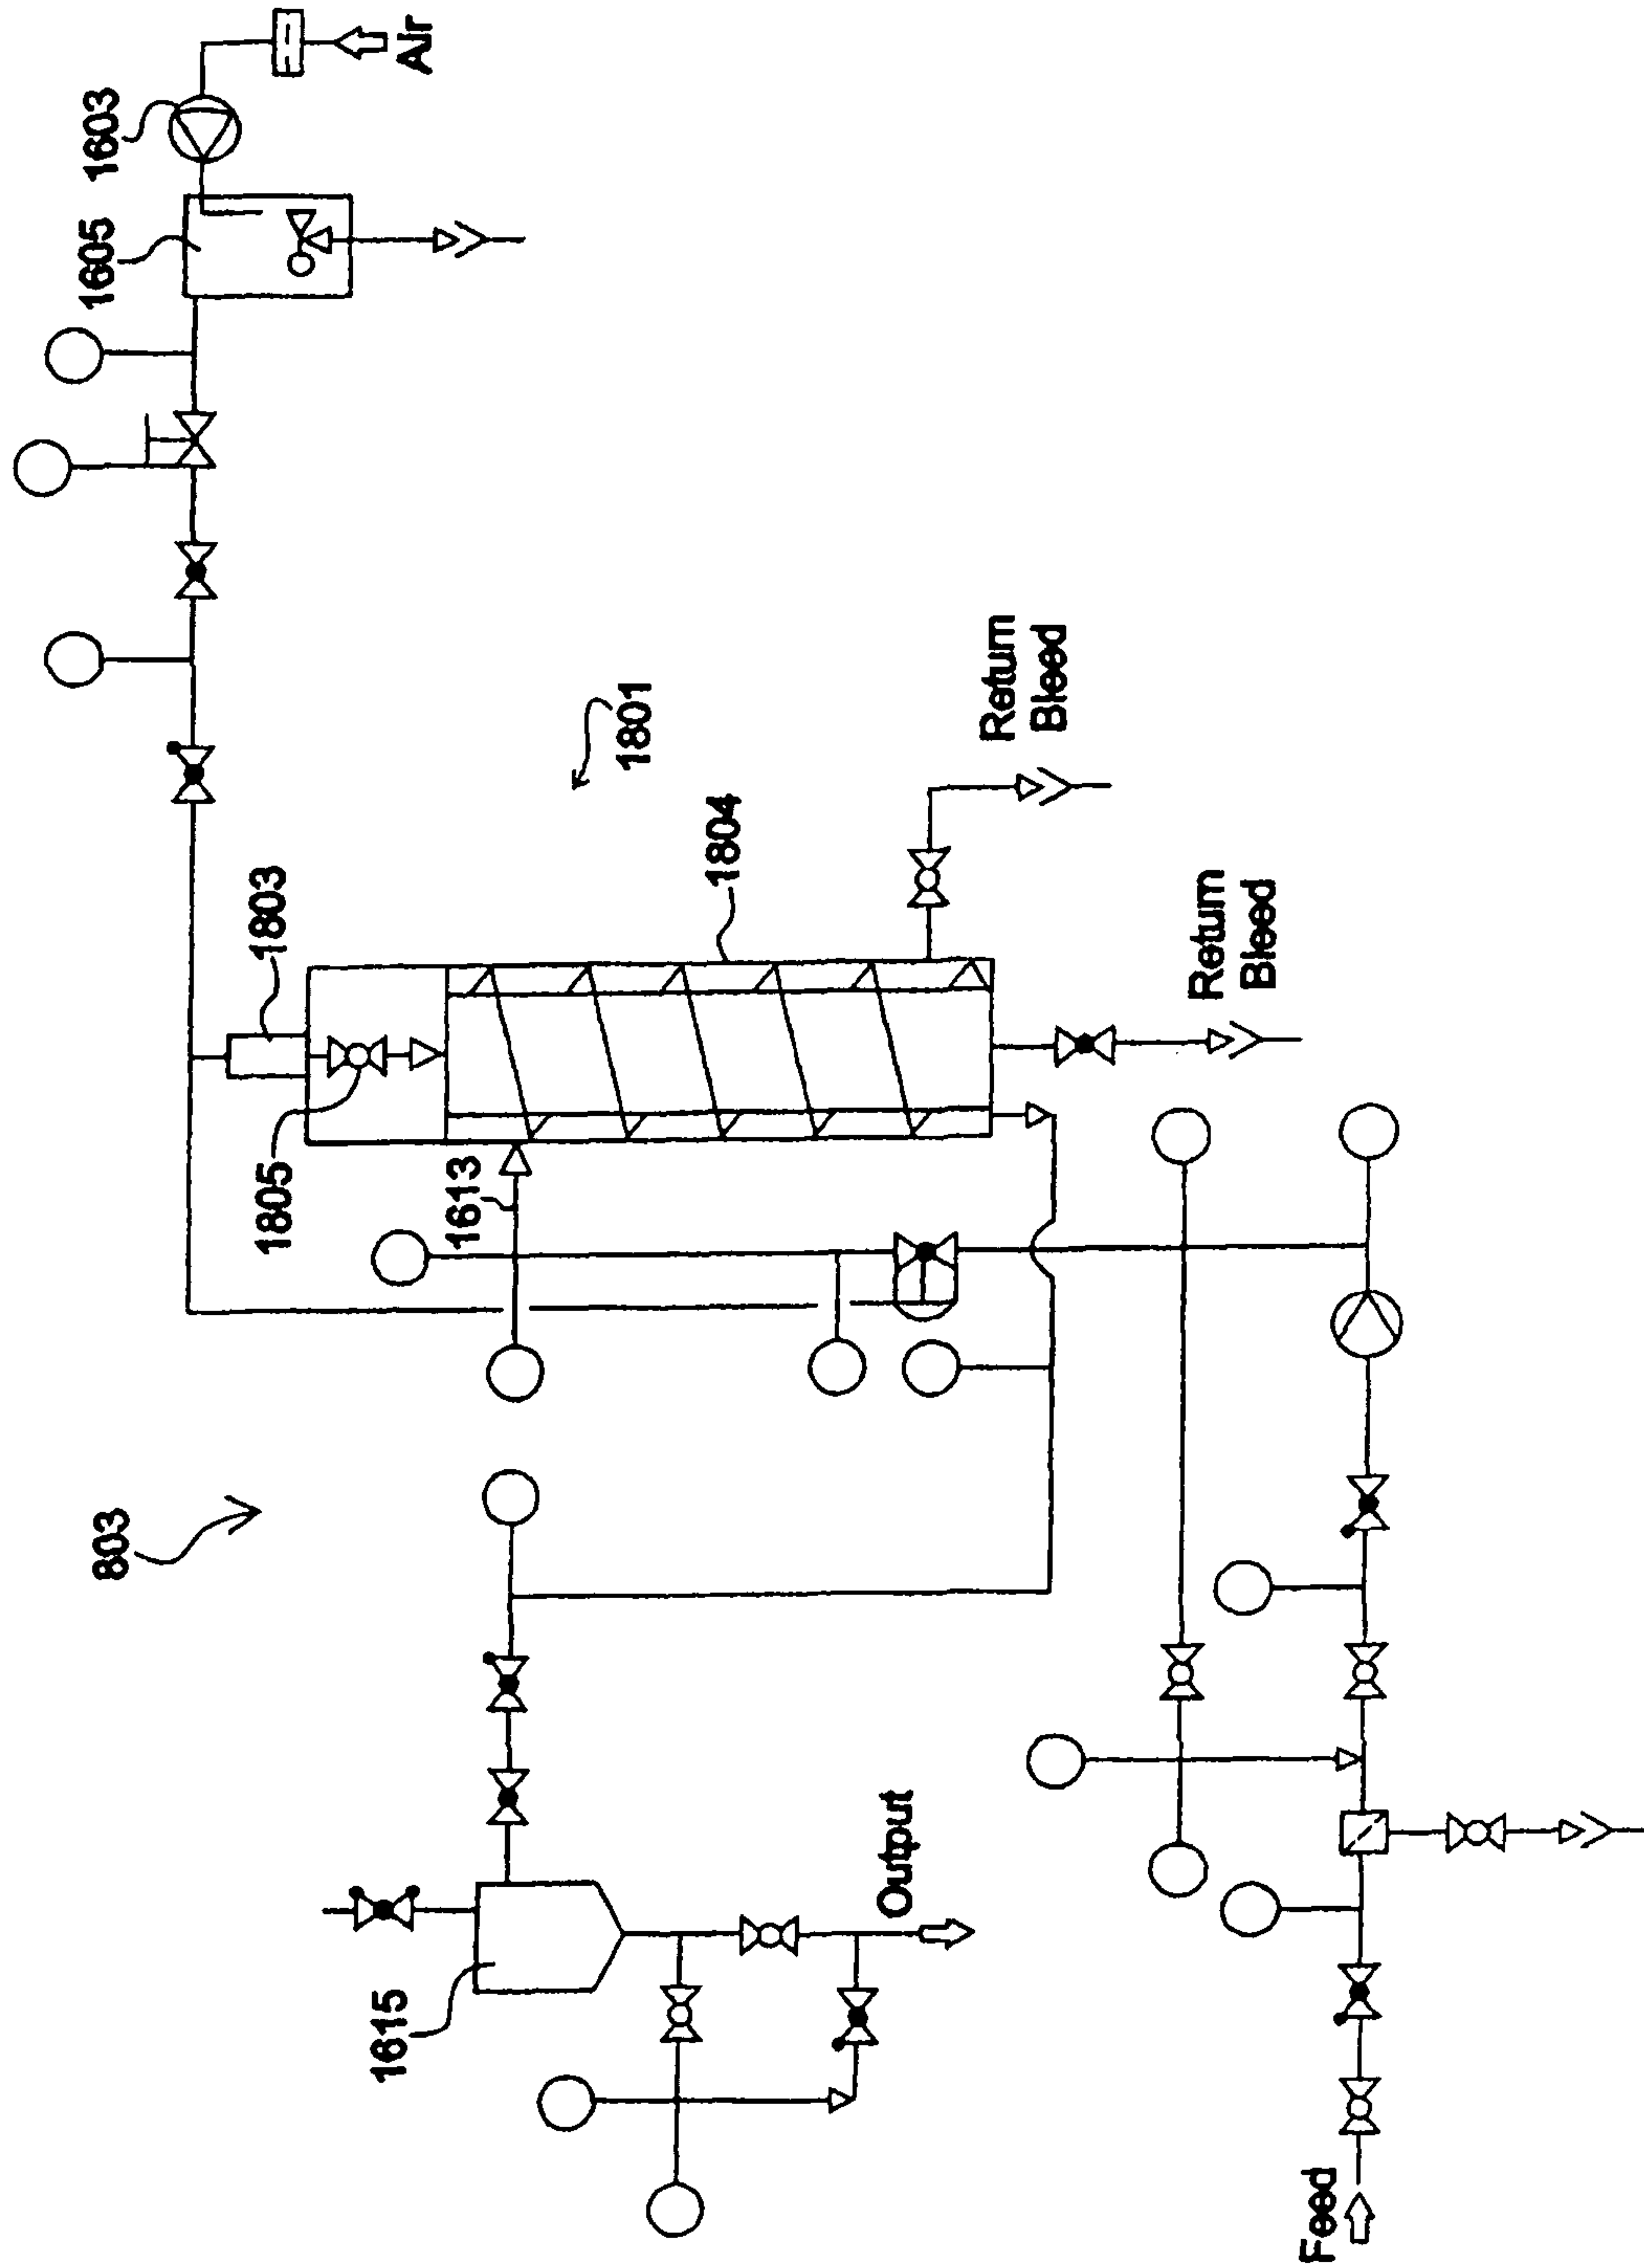 Air
1603
1605
1801
Return
Bleed
1804
1803
Return
Bleed
1805
1613
803
Output
1615
Feed